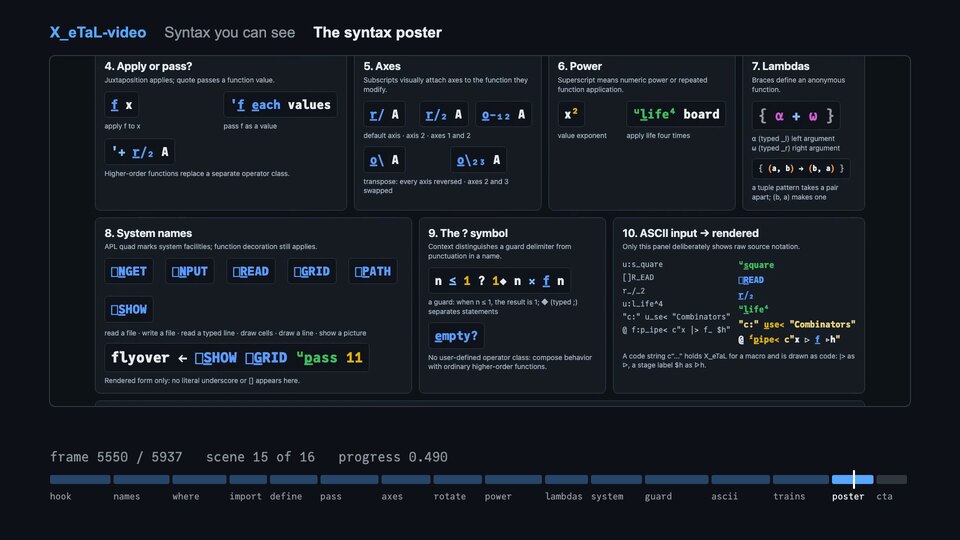 X_eTaL-video Syntax you can see The syntax poster
4. Apply or pass?
Juxtaposition applies; quote passes a function value.
f x
'f each values
apply f to x
pass f as a value
'+ r/₂ A
Higher-order functions replace a separate operator class.
5. Axes
Subscripts visually attach axes to the function they
modify.
r/ A
r/₂ A
o-₁₂ A
default axis · axis 2 · axes 1 and 2
o\ A
o\₂₃ A
transpose: every axis reversed · axes 2 and 3
swapped
6. Power
Superscript means numeric power or repeated
function application.
x²
ᵘlife⁴ board
value exponent
apply life four times
7. Lambdas
Braces define an anonymous
function.
{ α + ω }
α (typed _l) left argument
ω (typed _r) right argument
{ (a, b) → (b, a) }
a tuple pattern takes a pair
apart; (b, a) makes one
8. System names
APL quad marks system facilities; function decoration still applies.
⎕NGET
⎕NPUT
⎕READ
⎕GRID
⎕PATH
⎕SHOW
read a file · write a file · read a typed line · draw cells · draw a line · show a picture
flyover ← ⎕SHOW ⎕GRID ᵘpass 11
Rendered form only: no literal underscore or [] appears here.
9. The ? symbol
Context distinguishes a guard delimiter from
punctuation in a name.
n ≤ 1 ? 1◆ n × f n
a guard: when n ≤ 1, the result is 1; ◆ (typed ;)
separates statements
empty?
No user-defined operator class: compose behavior
with ordinary higher-order functions.
10. ASCII input → rendered
Only this panel deliberately shows raw source notation.
u:s_quare ᵘsquare
[]R_EAD ⎕READ
r_/_2 r/₂
u:l_ife^4 ᵘlife⁴
"c:" u_se< "Combinators" "c:" use< "Combinators"
@ f:p_ipe< c"x |> f_ $h" @ ᶠpipe< c"x ▷ f ▹h"
A code string c"…" holds X_eTaL for a macro and is drawn as code: |> as
▷, a stage label $h as ▹h.
frame 5550 / 5937 scene 15 of 16 progress 0.490
hook names where import define pass axes rotate power lambdas system guard ascii trains poster cta